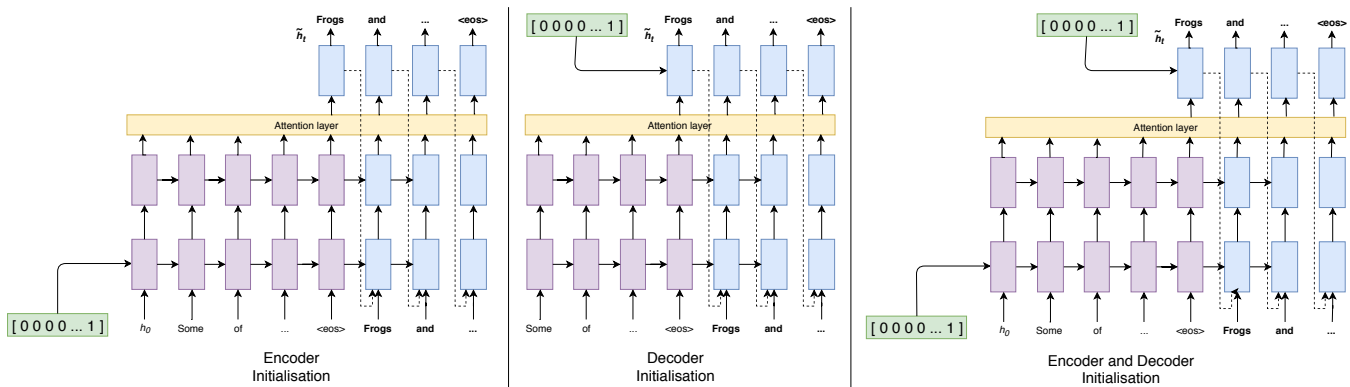 Frogs and ... <eos>
h̃t
Attention layer
[ 0 0 0 0 ... 1 ]
h0 Some of ... <eos> Frogs and ...
Encoder
Initialisation
[ 0 0 0 0 ... 1 ]
Frogs and ... <eos>
h̃t
Attention layer
Some of ... <eos> Frogs and ...
Decoder
Initialisation
[ 0 0 0 0 ... 1 ]
Frogs and ... <eos>
h̃t
Attention layer
[ 0 0 0 0 ... 1 ]
h0 Some of ... <eos> Frogs and ...
Encoder and Decoder
Initialisation